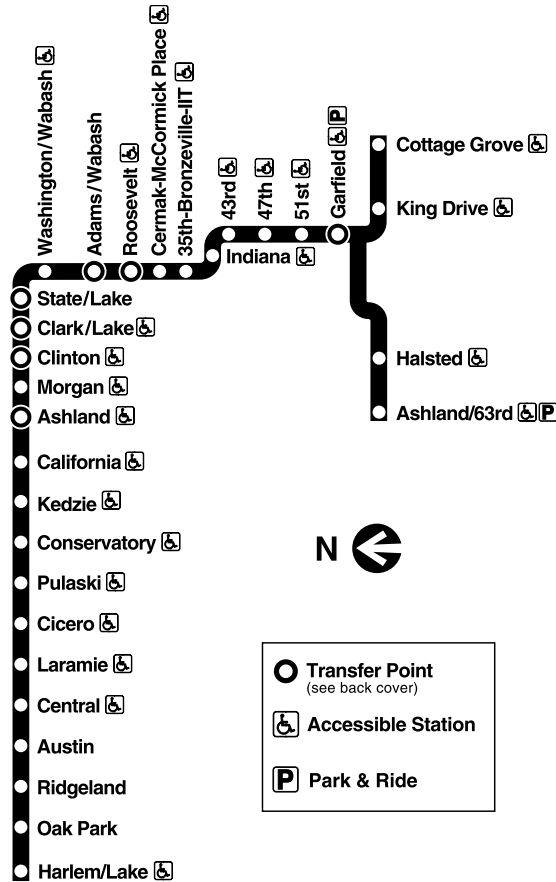 Washington/Wabash
Adams/Wabash
Roosevelt
Cermak-McCormick Place
35th-Bronzeville-IIT
43rd
47th
51st
Garfield P
Cottage Grove
King Drive
Indiana
State/Lake
Clark/Lake
Clinton
Morgan
Ashland
Halsted
Ashland/63rd P
California
Kedzie
Conservatory
Pulaski
Cicero
Laramie
Central
Austin
Ridgeland
Oak Park
Harlem/Lake
N
Transfer Point
(see back cover)
Accessible Station
P Park & Ride